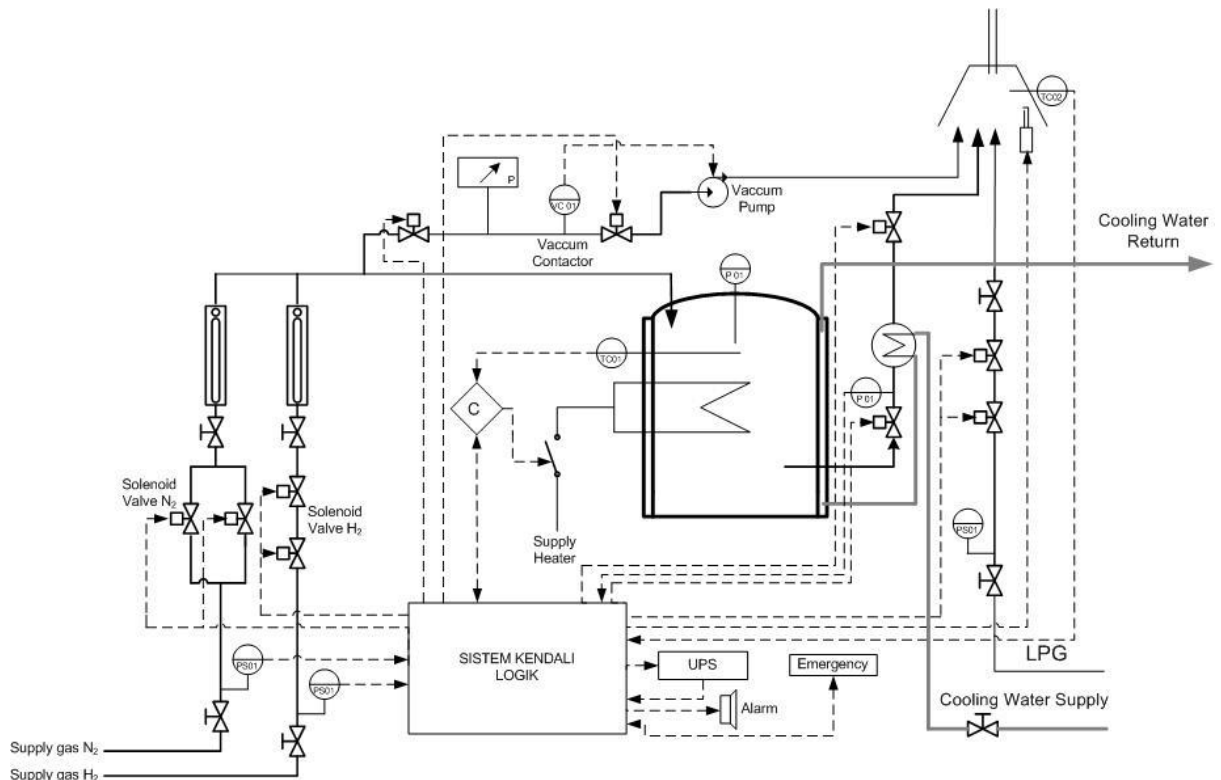 TC02
P
VC 01
Vaccum
Pump
Vaccum
Contactor
Cooling Water
Return
P 01
TC01
C
P 01
Solenoid
Valve N₂
Solenoid
Valve H₂
Supply
Heater
PS01
PS01
PS01
SISTEM KENDALI
LOGIK
UPS
Emergency
Alarm
LPG
Cooling Water Supply
Supply gas N₂
Supply gas H₂